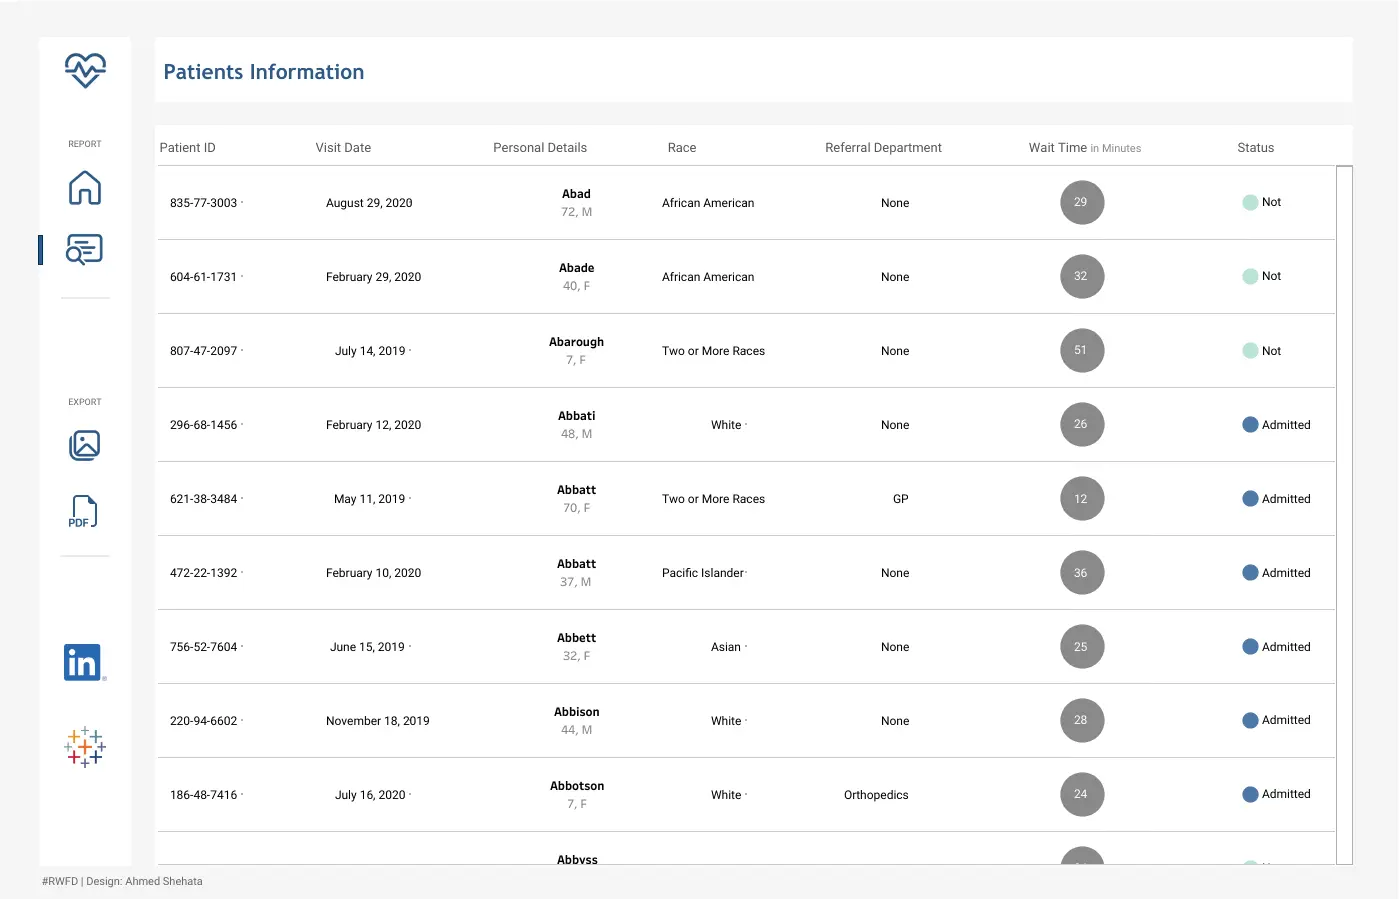 Patients Information
REPORT
EXPORT
PDF
in
Patient ID Visit Date Personal Details Race Referral Department Wait Time in Minutes Status
835-77-3003 August 29, 2020 Abad African American None 29 Not
72, M
604-61-1731 February 29, 2020 Abade African American None 32 Not
40, F
807-47-2097 July 14, 2019 Abarough Two or More Races None 51 Not
7, F
296-68-1456 February 12, 2020 Abbati White None 26 Admitted
48, M
621-38-3484 May 11, 2019 Abbatt Two or More Races GP 12 Admitted
70, F
472-22-1392 February 10, 2020 Abbatt Pacific Islander None 36 Admitted
37, M
756-52-7604 June 15, 2019 Abbett Asian None 25 Admitted
32, F
220-94-6602 November 18, 2019 Abbison White None 28 Admitted
44, M
186-48-7416 July 16, 2020 Abbotson White Orthopedics 24 Admitted
7, F
Abbyss
#RWFD | Design: Ahmed Shehata